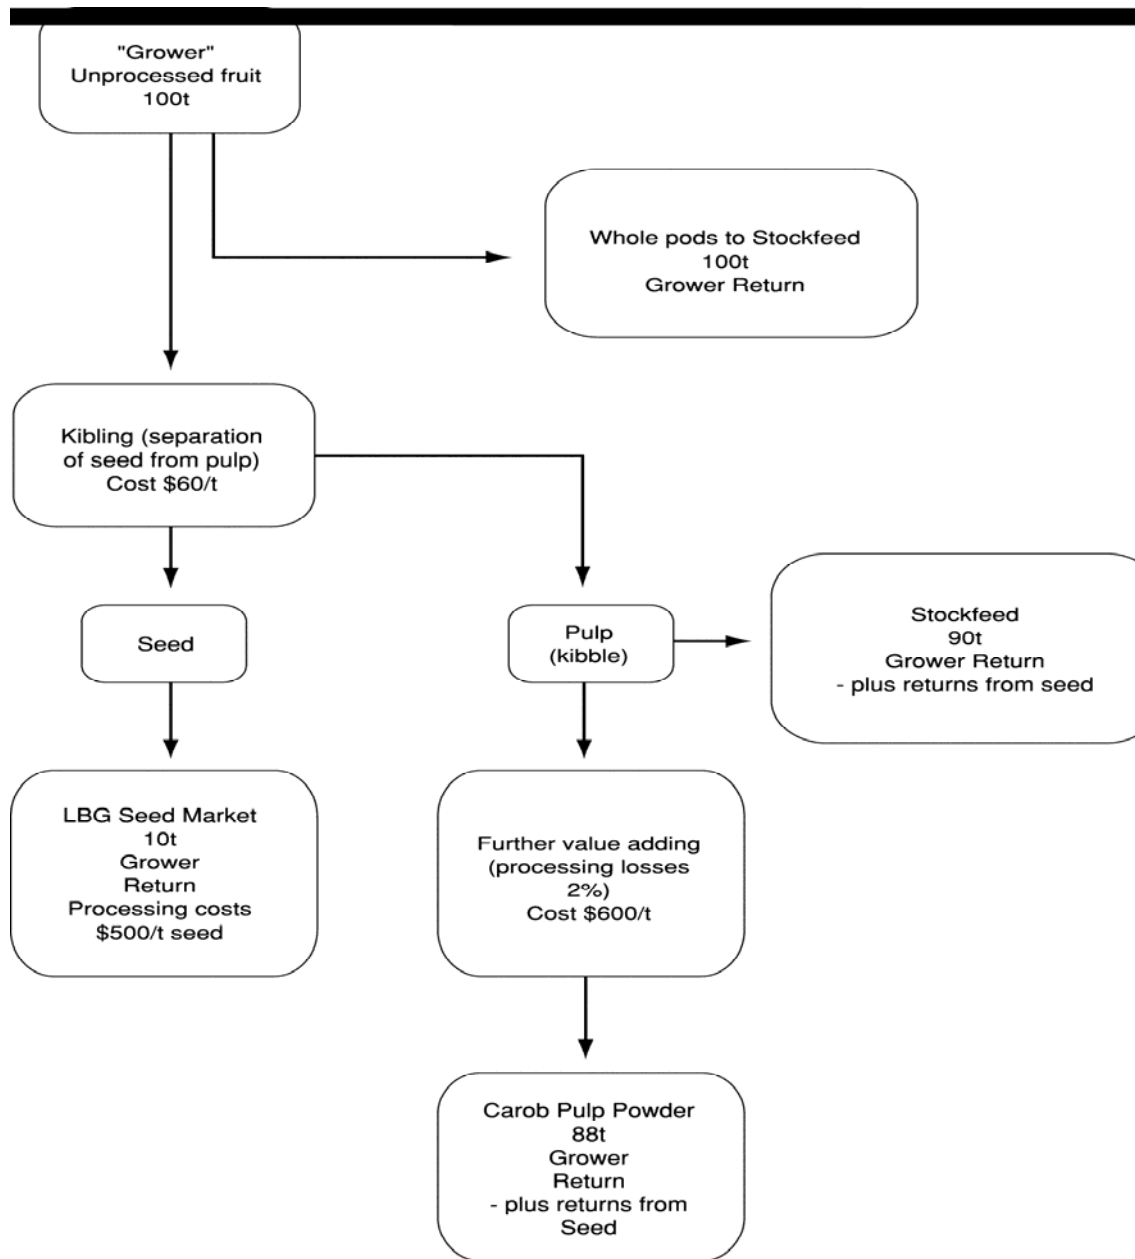 "Grower"
Unprocessed fruit
100t
Whole pods to Stockfeed
100t
Grower Return
Kibling (separation
of seed from pulp)
Cost $60/t
Seed
Pulp
(kibble)
Stockfeed
90t
Grower Return
- plus returns from seed
LBG Seed Market
10t
Grower
Return
Processing costs
$500/t seed
Further value adding
(processing losses
2%)
Cost $600/t
Carob Pulp Powder
88t
Grower
Return
- plus returns from
Seed